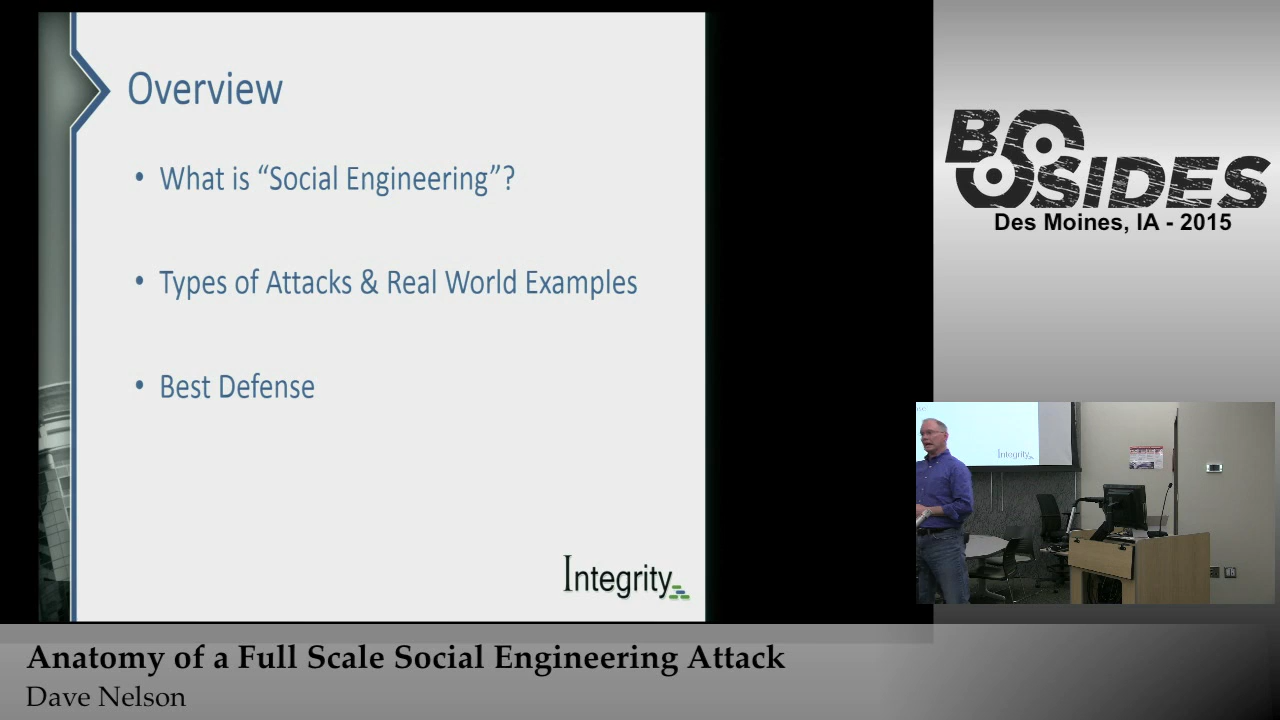 Overview
• What is “Social Engineering”?
• Types of Attacks & Real World Examples
• Best Defense
Integrity
BSIDES
Des Moines, IA - 2015
Integrity
Anatomy of a Full Scale Social Engineering Attack
Dave Nelson